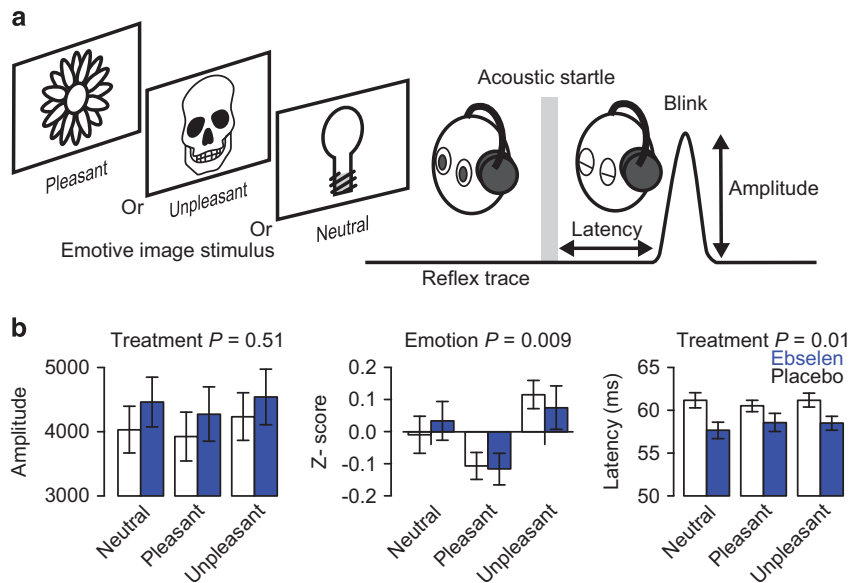 a
Pleasant
Or
Unpleasant
Or
Neutral
Emotive image stimulus
Acoustic startle
Blink
Amplitude
Latency
Reflex trace
b
Treatment P = 0.51
Amplitude
5000
4000
3000
Neutral
Pleasant
Unpleasant
Emotion P = 0.009
Z- score
0.2
0.1
0.0
-0.1
-0.2
Neutral
Pleasant
Unpleasant
Treatment P = 0.01
Ebselen
Placebo
Latency (ms)
65
60
55
50
Neutral
Pleasant
Unpleasant